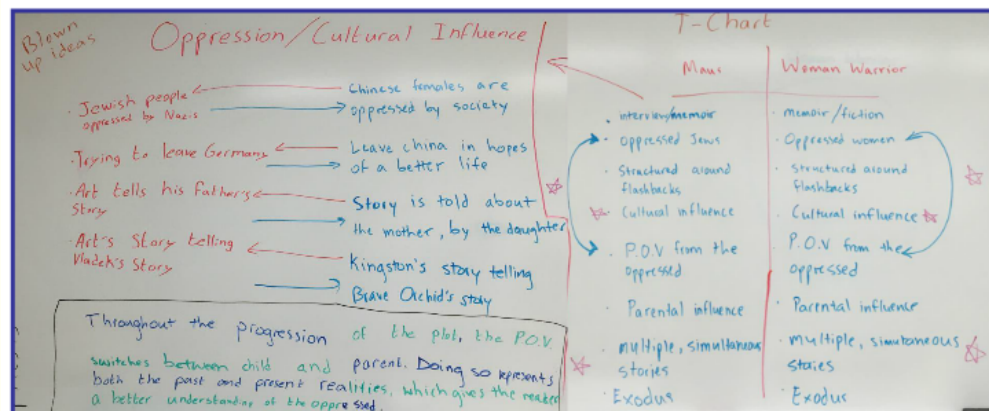 Blown
up ideas
Oppression/Cultural Influence
· Jewish people
oppressed by Nazis
Chinese females are
oppressed by society
· Trying to leave Germany
Leave china in hopes
of a better life
· Art tells his father's
Story
Story is told about
the mother, by the daughter
· Art's Story telling
Vladek's Story
Kingston's story telling
Brave Orchid's story
Throughout the progression of the plot, the P.O.V.
switches between child and parent. Doing so represents
both the past and present realities, which gives the reader
a better understanding of the oppressed.
T-Chart
Maus
· interview/memoir
· oppressed Jews
· Structured around
flashbacks
· Cultural influence
· P.O.V from the
oppressed
· Parental influence
· multiple, simultaneous
stories
· Exodus
Woman Warrior
· memoir/fiction
· Oppressed women
· structured around
flashbacks
· Cultural influence
· P.O.V from the
oppressed
· Parental influence
· multiple, simultaneous
stories
· Exodus